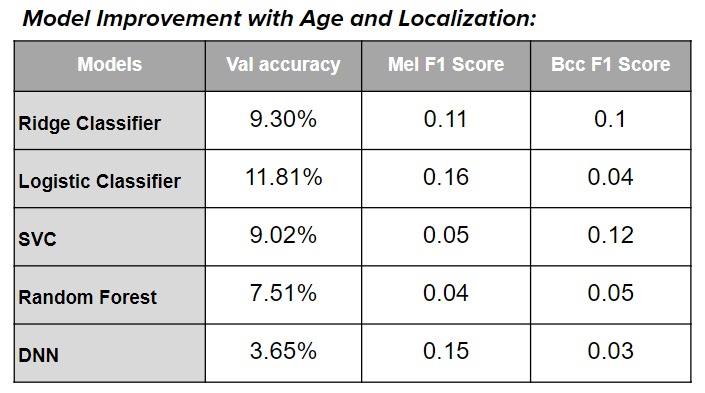 Model Improvement with Age and Localization:
Models Val accuracy Mel F1 Score Bcc F1 Score
Ridge Classifier 9.30% 0.11 0.1
Logistic Classifier 11.81% 0.16 0.04
SVC 9.02% 0.05 0.12
Random Forest 7.51% 0.04 0.05
DNN 3.65% 0.15 0.03